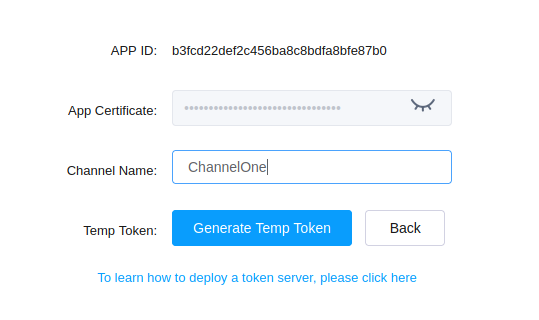 APP ID: b3fcd22def2c456ba8c8bdfa8bfe87b0
App Certificate: ••••••••••••••••••••••••••••••••
Channel Name: ChannelOne
Temp Token: Generate Temp Token Back
To learn how to deploy a token server, please click here